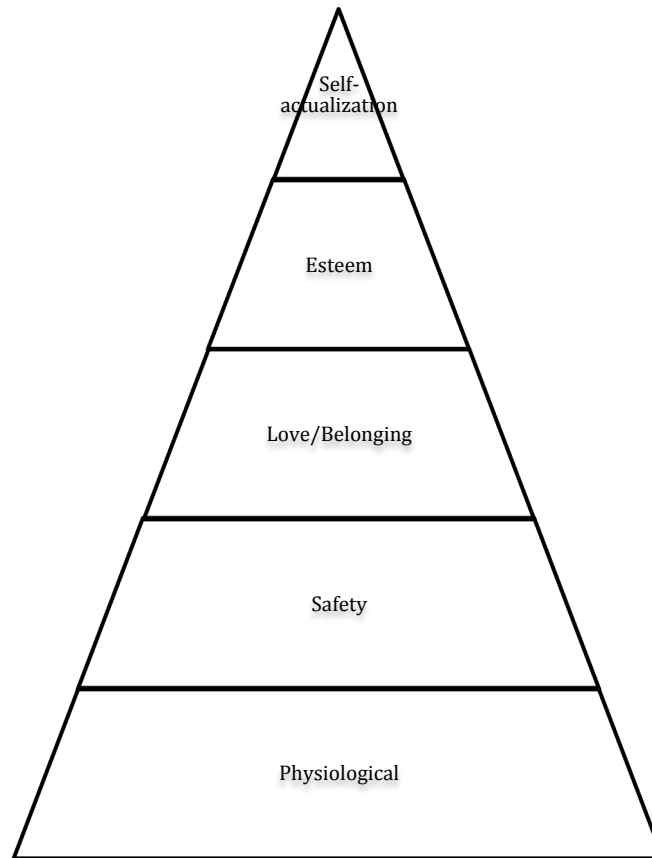 Self-
actualization
Esteem
Love/Belonging
Safety
Physiological